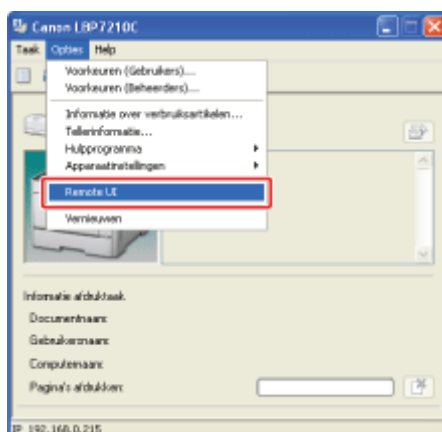 Canon LBP7210C
Taak Opties Help
Voorkeuren (Gebruikers)...
Voorkeuren (Beheerders)...
Informatie over verbruiksartikelen...
Tellerinformatie...
Hulpprogramma
Apparaatinstellingen
Remote UI
Vernieuwen
Informatie afdruktaak
Documentnaam:
Gebruikersnaam:
Computernaam:
Pagina's afdrukken:
IP 192.168.0.215